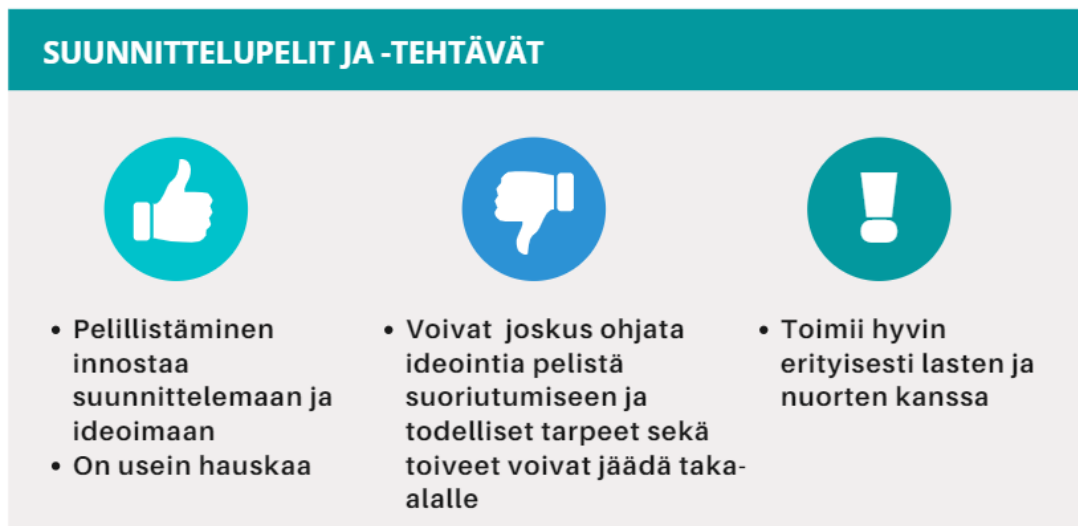 SUUNNITTELUPELIT JA -TEHTÄVÄT
• Pelillistäminen
innostaa
suunnittelemaan ja
ideoimaan
• On usein hauskaa
• Voivat joskus ohjata
ideointia pelistä
suoriutumiseen ja
todelliset tarpeet sekä
toiveet voivat jäädä taka-
alalle
• Toimii hyvin
erityisesti lasten ja
nuorten kanssa